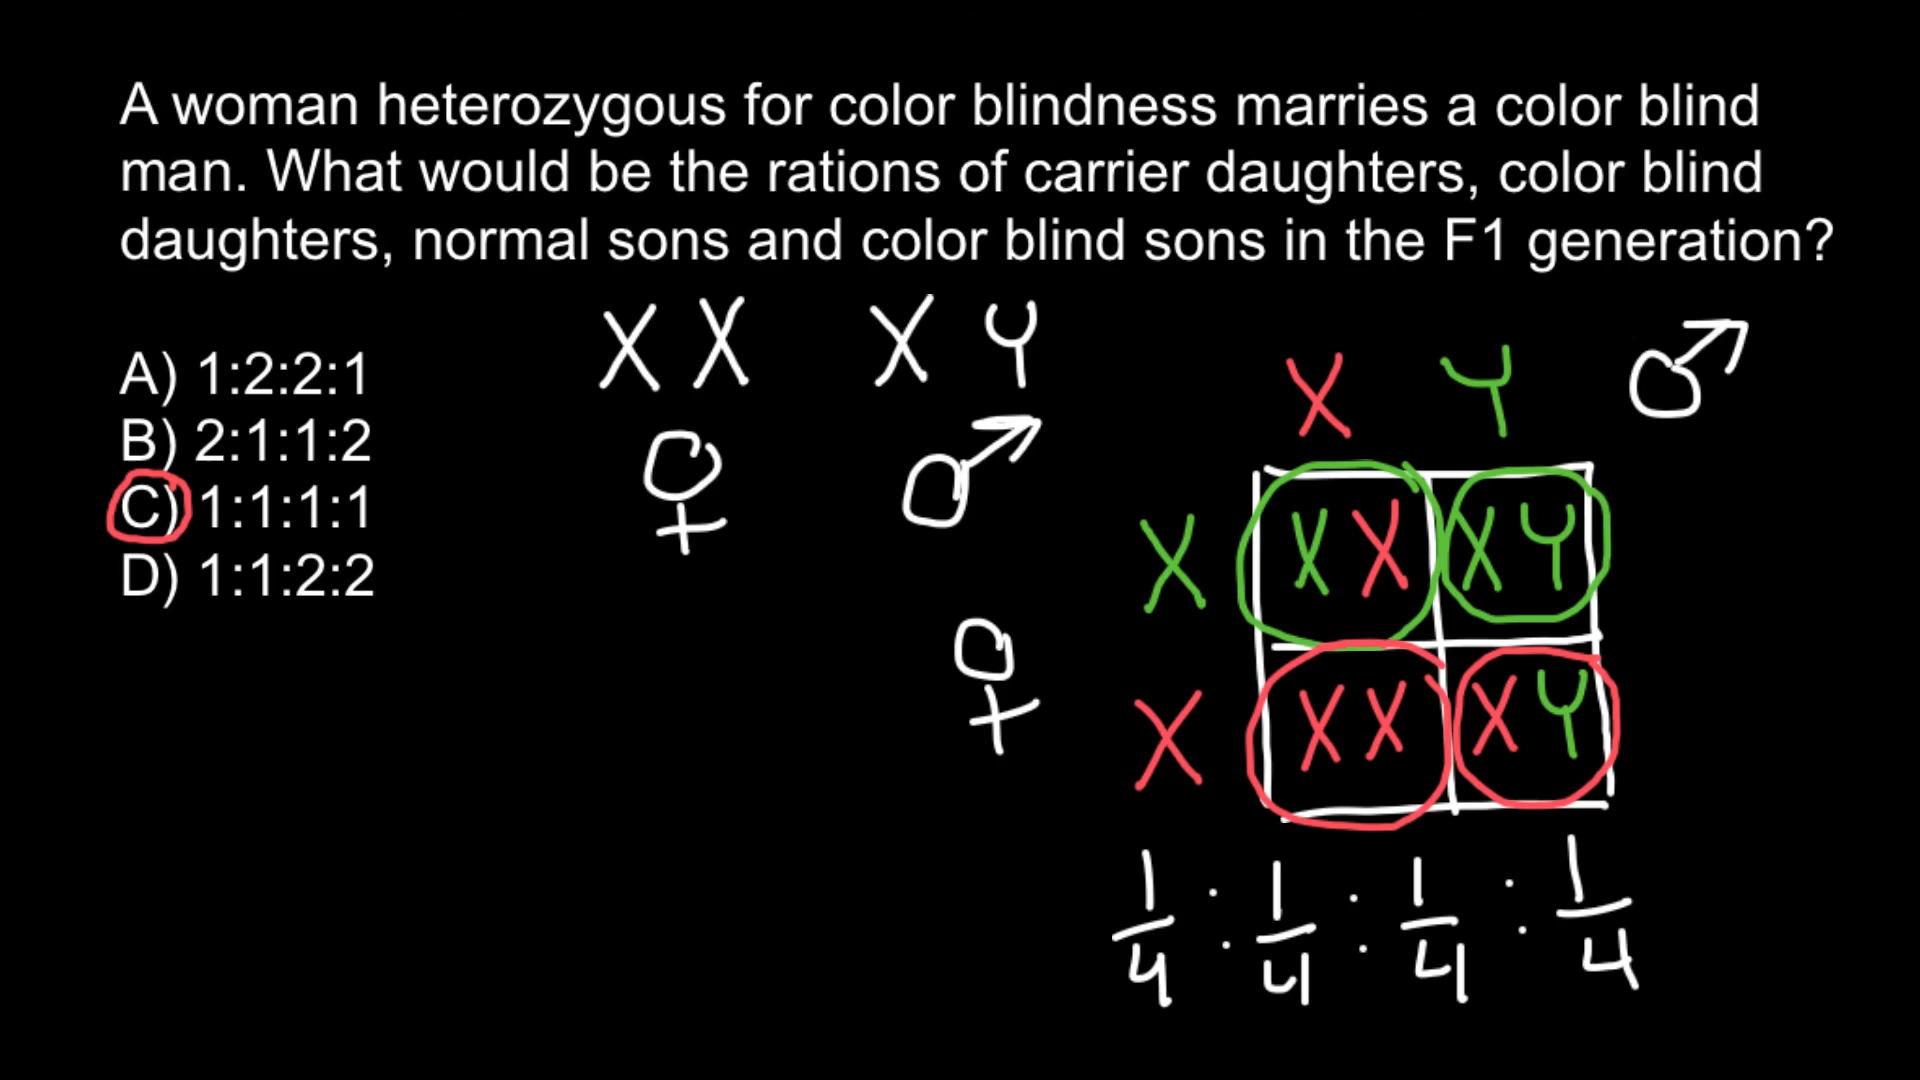 A woman heterozygous for color blindness marries a color blind
man. What would be the rations of carrier daughters, color blind
daughters, normal sons and color blind sons in the F1 generation?
A) 1:2:2:1
B) 2:1:1:2
C) 1:1:1:1
D) 1:1:2:2
X X X Y
♀ ♂
X Y ♂
X XX XY
♀
X XX XY
1/4 : 1/4 : 1/4 : 1/4